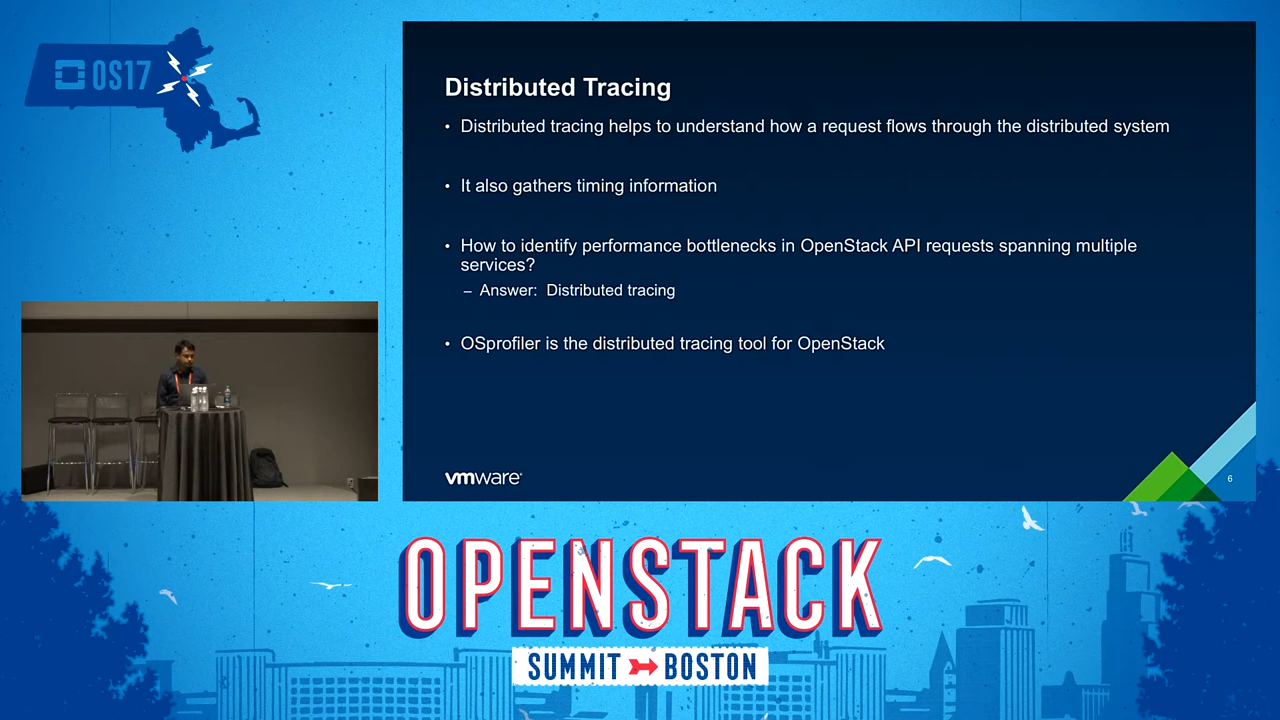 OS17
Distributed Tracing
• Distributed tracing helps to understand how a request flows through the distributed system
• It also gathers timing information
• How to identify performance bottlenecks in OpenStack API requests spanning multiple
services?
– Answer: Distributed tracing
• OSprofiler is the distributed tracing tool for OpenStack
vmware®
6
OPENSTACK
SUMMIT BOSTON